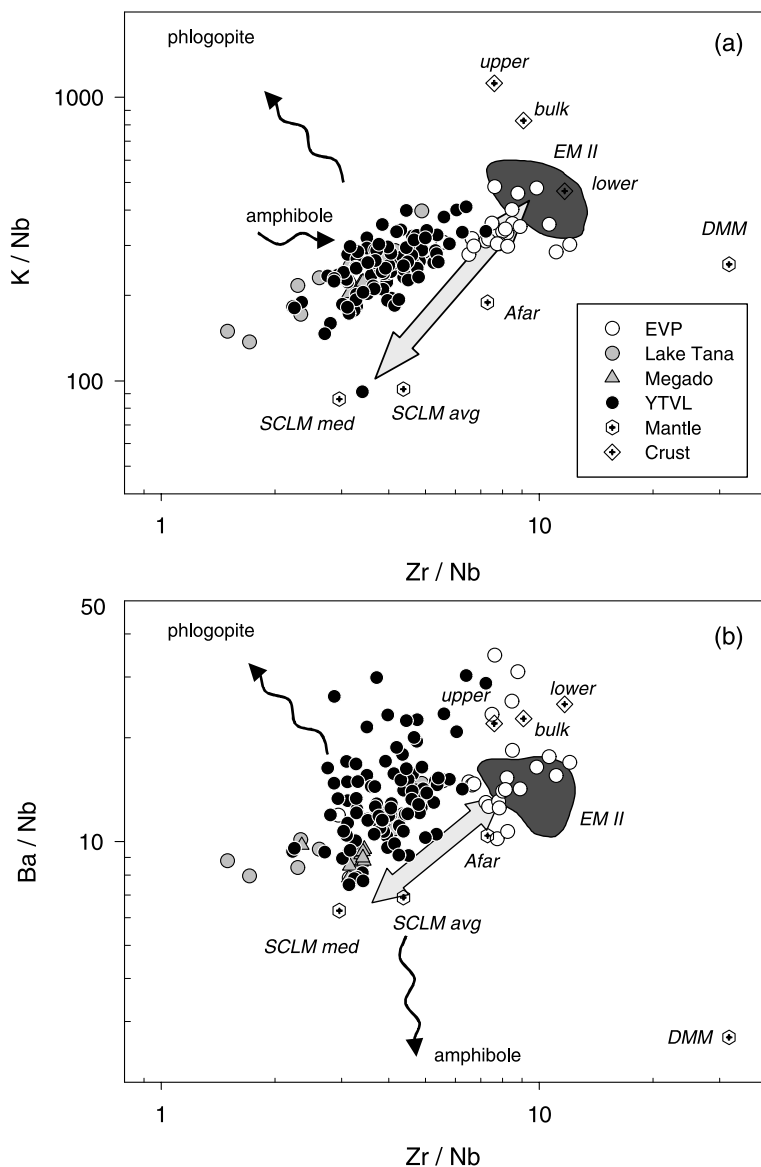 (a)
phlogopite
upper
1000
bulk
EM II
lower
amphibole
DMM
K / Nb
Afar
EVP
Lake Tana
Megado
YTVL
Mantle
Crust
100
SCLM med
SCLM avg
1
10
Zr / Nb
50
(b)
phlogopite
upper
lower
bulk
10
EM II
Ba / Nb
Afar
SCLM avg
SCLM med
DMM
amphibole
1
10
Zr / Nb